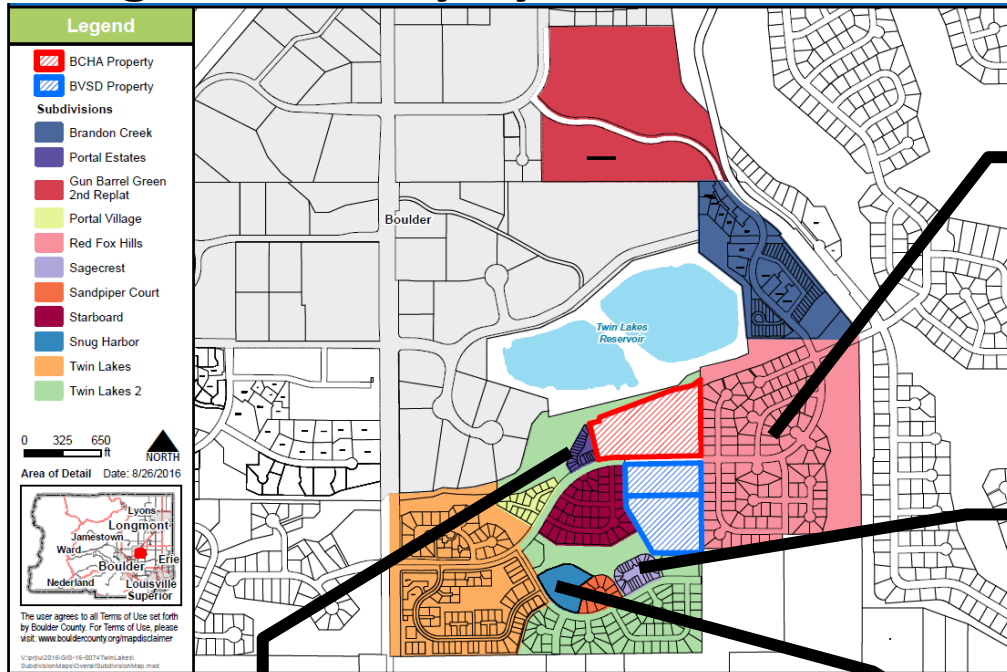 Legend
BCHA Property
BVSD Property
Subdivisions
Brandon Creek
Portal Estates
Gun Barrel Green
2nd Replat
Portal Village
Red Fox Hills
Sagecrest
Sandpiper Court
Starboard
Snug Harbor
Twin Lakes
Twin Lakes 2
0 325 650
ft
NORTH
Area of Detail Date: 8/26/2016
Lyons
Longmont
Jamestown
Ward
Boulder
Erie
Nederland
Louisville
Superior
The user agrees to all Terms of Use set forth
by Boulder County. For Terms of Use, please
visit: www.bouldercounty.org/mapdisclaimer
SubdivisionMaps\OverallSubdivisionMap.mxd
Boulder
Twin Lakes
Reservoir